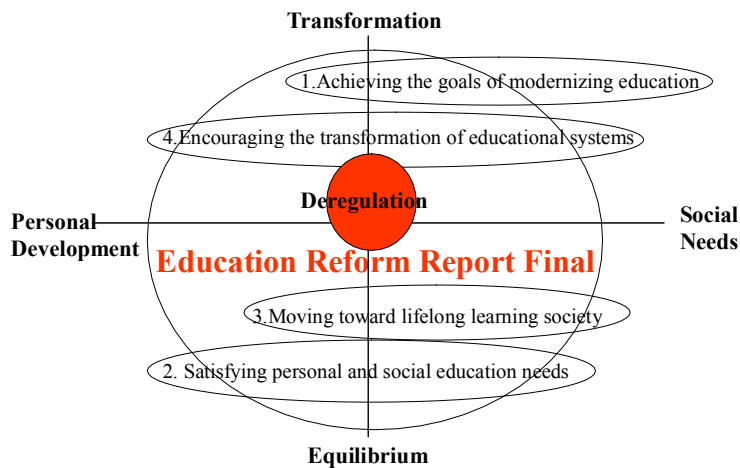 Transformation
1.Achieving the goals of modernizing education
4.Encouraging the transformation of educational systems
Deregulation
Personal
Development
Social
Needs
Education Reform Report Final
3.Moving toward lifelong learning society
2. Satisfying personal and social education needs
Equilibrium